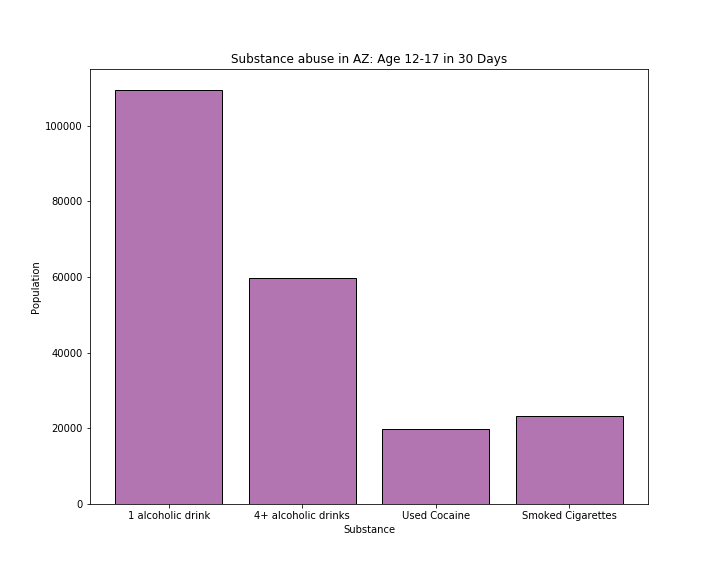 Substance abuse in AZ: Age 12-17 in 30 Days
100000
80000
60000
40000
20000
0
Population
1 alcoholic drink 4+ alcoholic drinks Used Cocaine Smoked Cigarettes
Substance